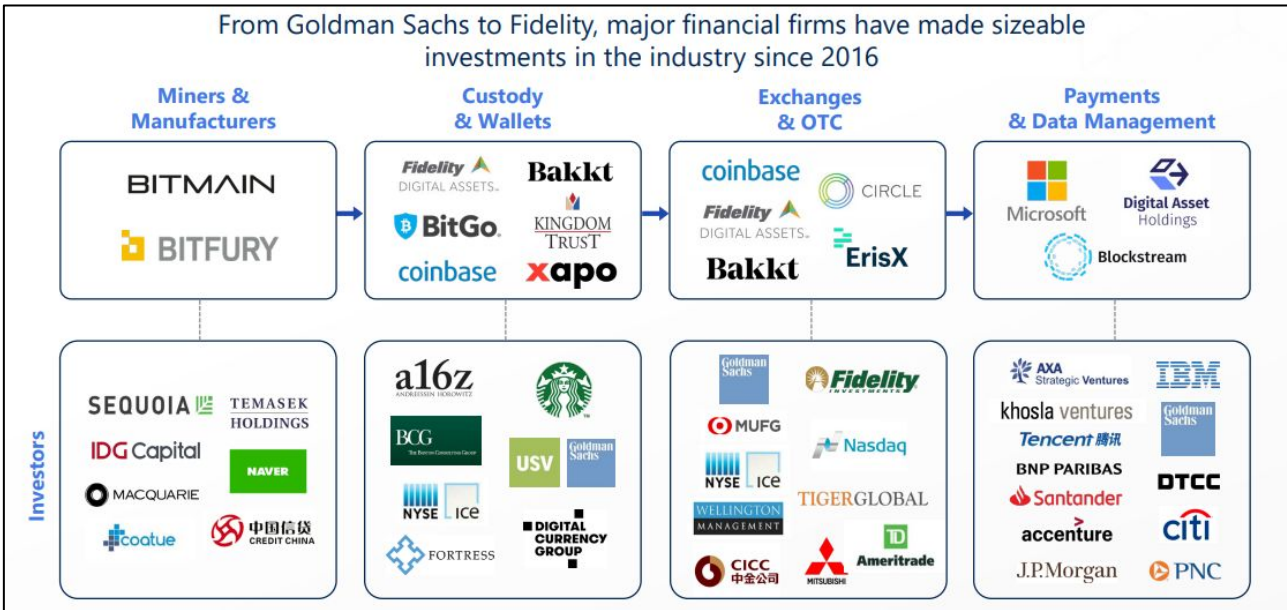 From Goldman Sachs to Fidelity, major financial firms have made sizeable
investments in the industry since 2016
Miners &
Manufacturers
BITMAIN
BITFURY
Custody
& Wallets
Fidelity
DIGITAL ASSETS
Bakkt
BitGo
KINGDOM
TRUST
coinbase
xapo
Exchanges
& OTC
coinbase
CIRCLE
Fidelity
DIGITAL ASSETS
Bakkt
ErisX
Payments
& Data Management
Microsoft
Digital Asset
Holdings
Blockstream
Investors
SEQUOIA
TEMASEK
HOLDINGS
IDG Capital
NAVER
MACQUARIE
coatue
中国信贷
CREDIT CHINA
a16z
ANDREESSEN HOROWITZ
BCG
THE BOSTON CONSULTING GROUP
USV
Goldman
Sachs
NYSE
ice
FORTRESS
DIGITAL
CURRENCY
GROUP
Goldman
Sachs
Fidelity
INVESTMENTS
MUFG
Nasdaq
NYSE
ice
TIGERGLOBAL
WELLINGTON
MANAGEMENT
CICC
中金公司
MITSUBISHI
TD
Ameritrade
AXA
Strategic Ventures
IBM
khosla ventures
Goldman
Sachs
Tencent 腾讯
BNP PARIBAS
DTCC
Santander
accenture
citi
J.P.Morgan
PNC